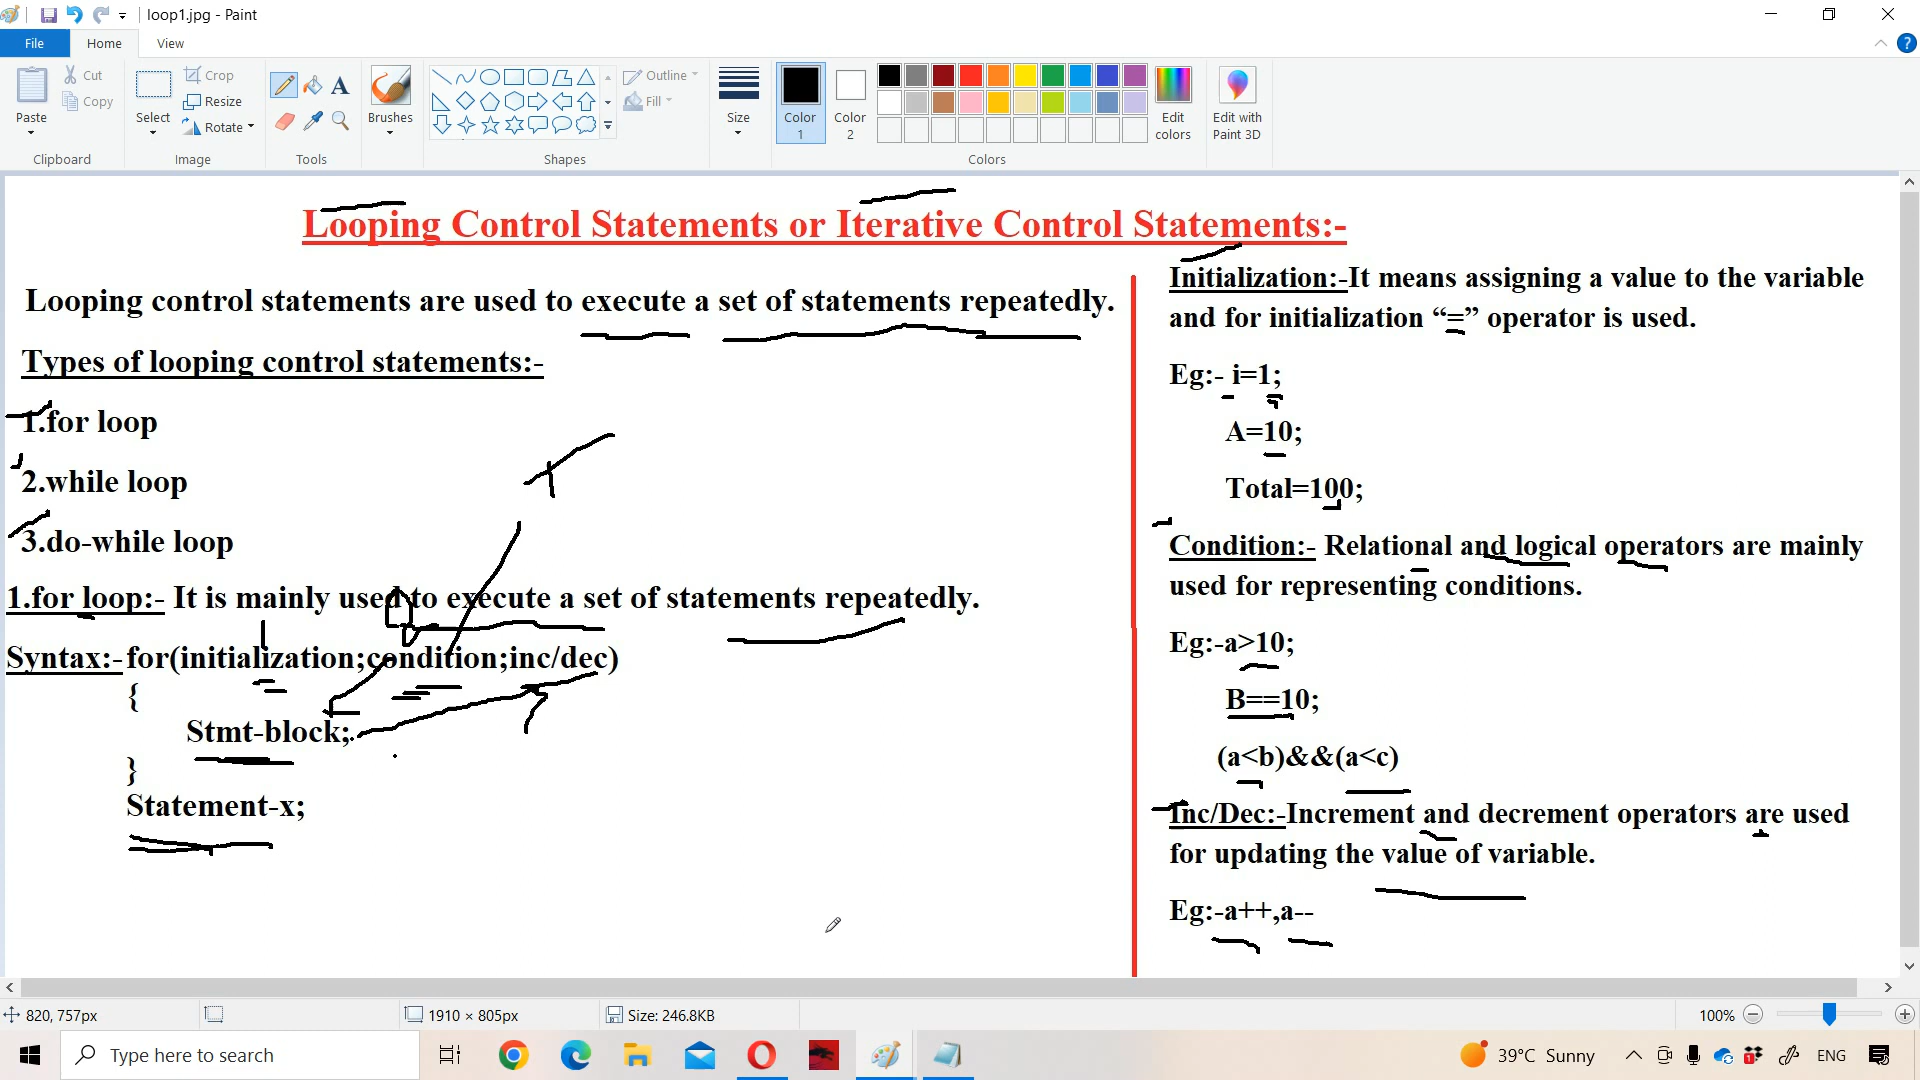 loop1.jpg - Paint
File Home View
Paste
Cut
Copy
Clipboard
Select
Crop
Resize
Rotate
Image
A
Tools
Brushes
Shapes
Outline
Fill
Size
Color
1
Color
2
Colors
Edit
colors
Edit with
Paint 3D
?
Looping Control Statements or Iterative Control Statements:-
Looping control statements are used to execute a set of statements repeatedly.
Types of looping control statements:-
1.for loop
2.while loop
3.do-while loop
1.for loop:- It is mainly used to execute a set of statements repeatedly.
Syntax:-for(initialization;condition;inc/dec)
{
Stmt-block;
}
Statement-x;
Initialization:-It means assigning a value to the variable
and for initialization “=” operator is used.
Eg:- i=1;
A=10;
Total=100;
Condition:- Relational and logical operators are mainly
used for representing conditions.
Eg:-a>10;
B==10;
(a<b)&&(a<c)
Inc/Dec:-Increment and decrement operators are used
for updating the value of variable.
Eg:-a++,a--
820, 757px
1910 × 805px
Size: 246.8KB
100%
Type here to search
39°C Sunny
ENG